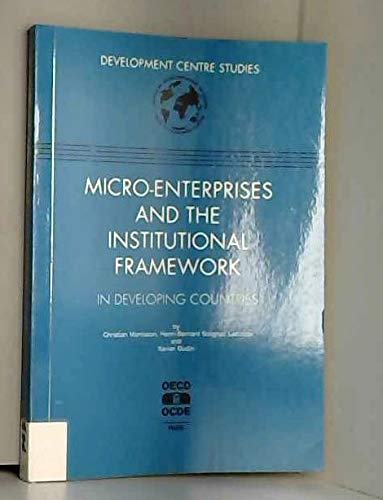 DEVELOPMENT CENTRE STUDIES
MICRO-ENTERPRISES
AND THE
INSTITUTIONAL
FRAMEWORK
IN DEVELOPING COUNTRIES
by
Christian Morrisson, Henri-Bernard Solignac Lecomte
and
Xavier Oudin
OECD
OCDE
PARIS